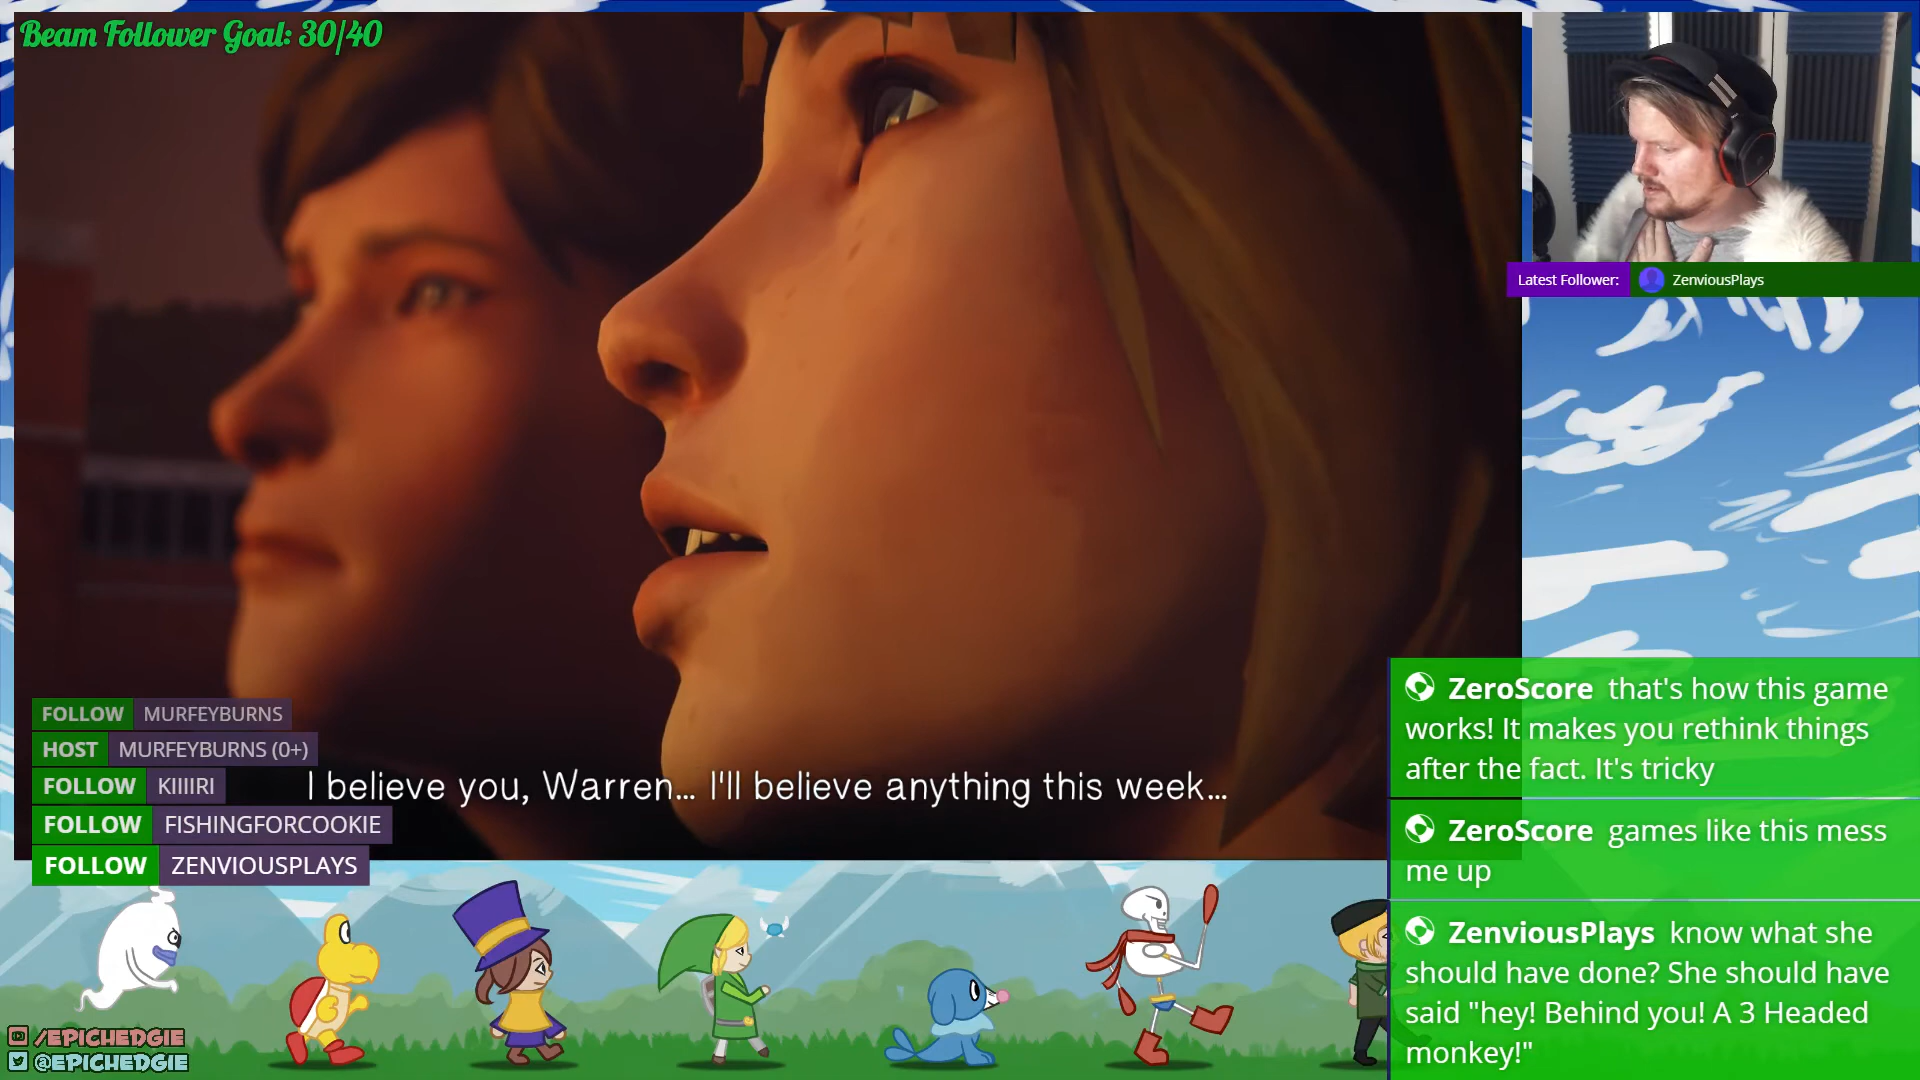 Beam Follower Goal: 30/40
Latest Follower: ZenviousPlays
FOLLOW MURFEYBURNS
HOST MURFEYBURNS (0+)
FOLLOW KIIIIRI
FOLLOW FISHINGFORCOOKIE
FOLLOW ZENVIOUSPLAYS
I believe you, Warren... I'll believe anything this week...
ZeroScore that's how this game
works! It makes you rethink things
after the fact. It's tricky
ZeroScore games like this mess
me up
ZenviousPlays know what she
should have done? She should have
said "hey! Behind you! A 3 Headed
monkey!"
/EPICHEDGIE
@EPICHEDGIE